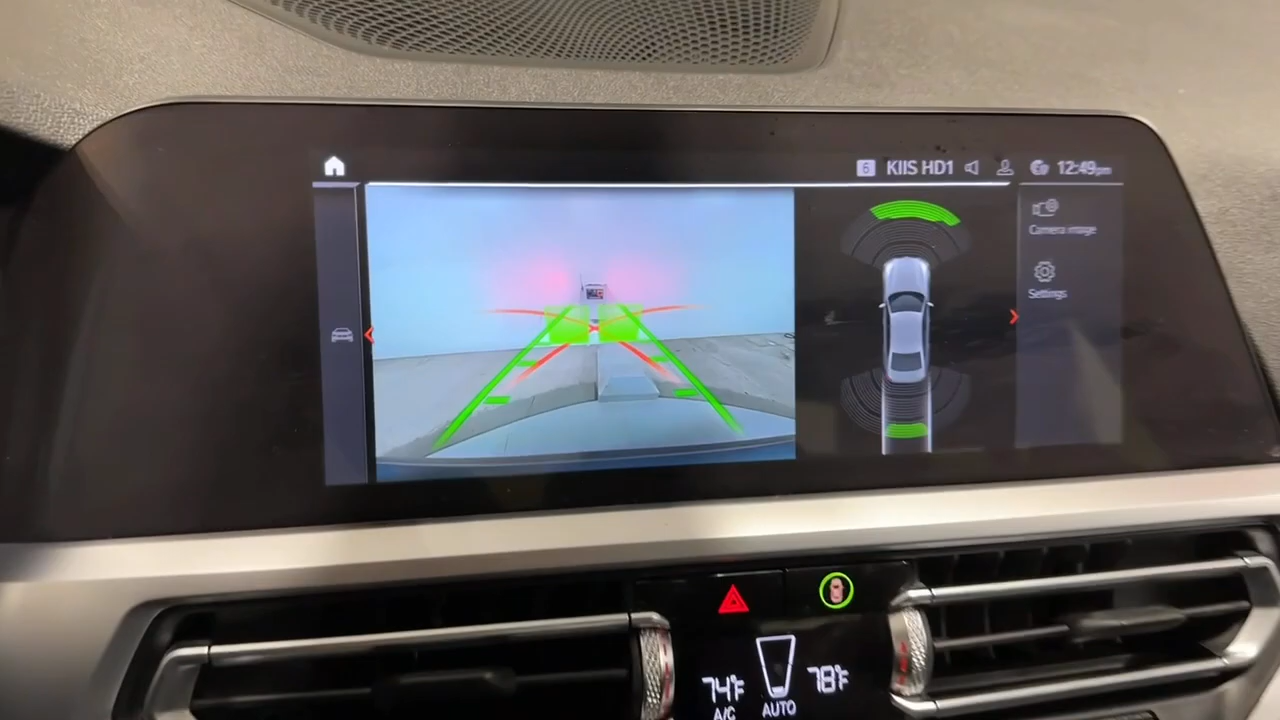 6 KIIS HD1 12:49pm
Camera image
Settings
74°F 78°F
A/C AUTO